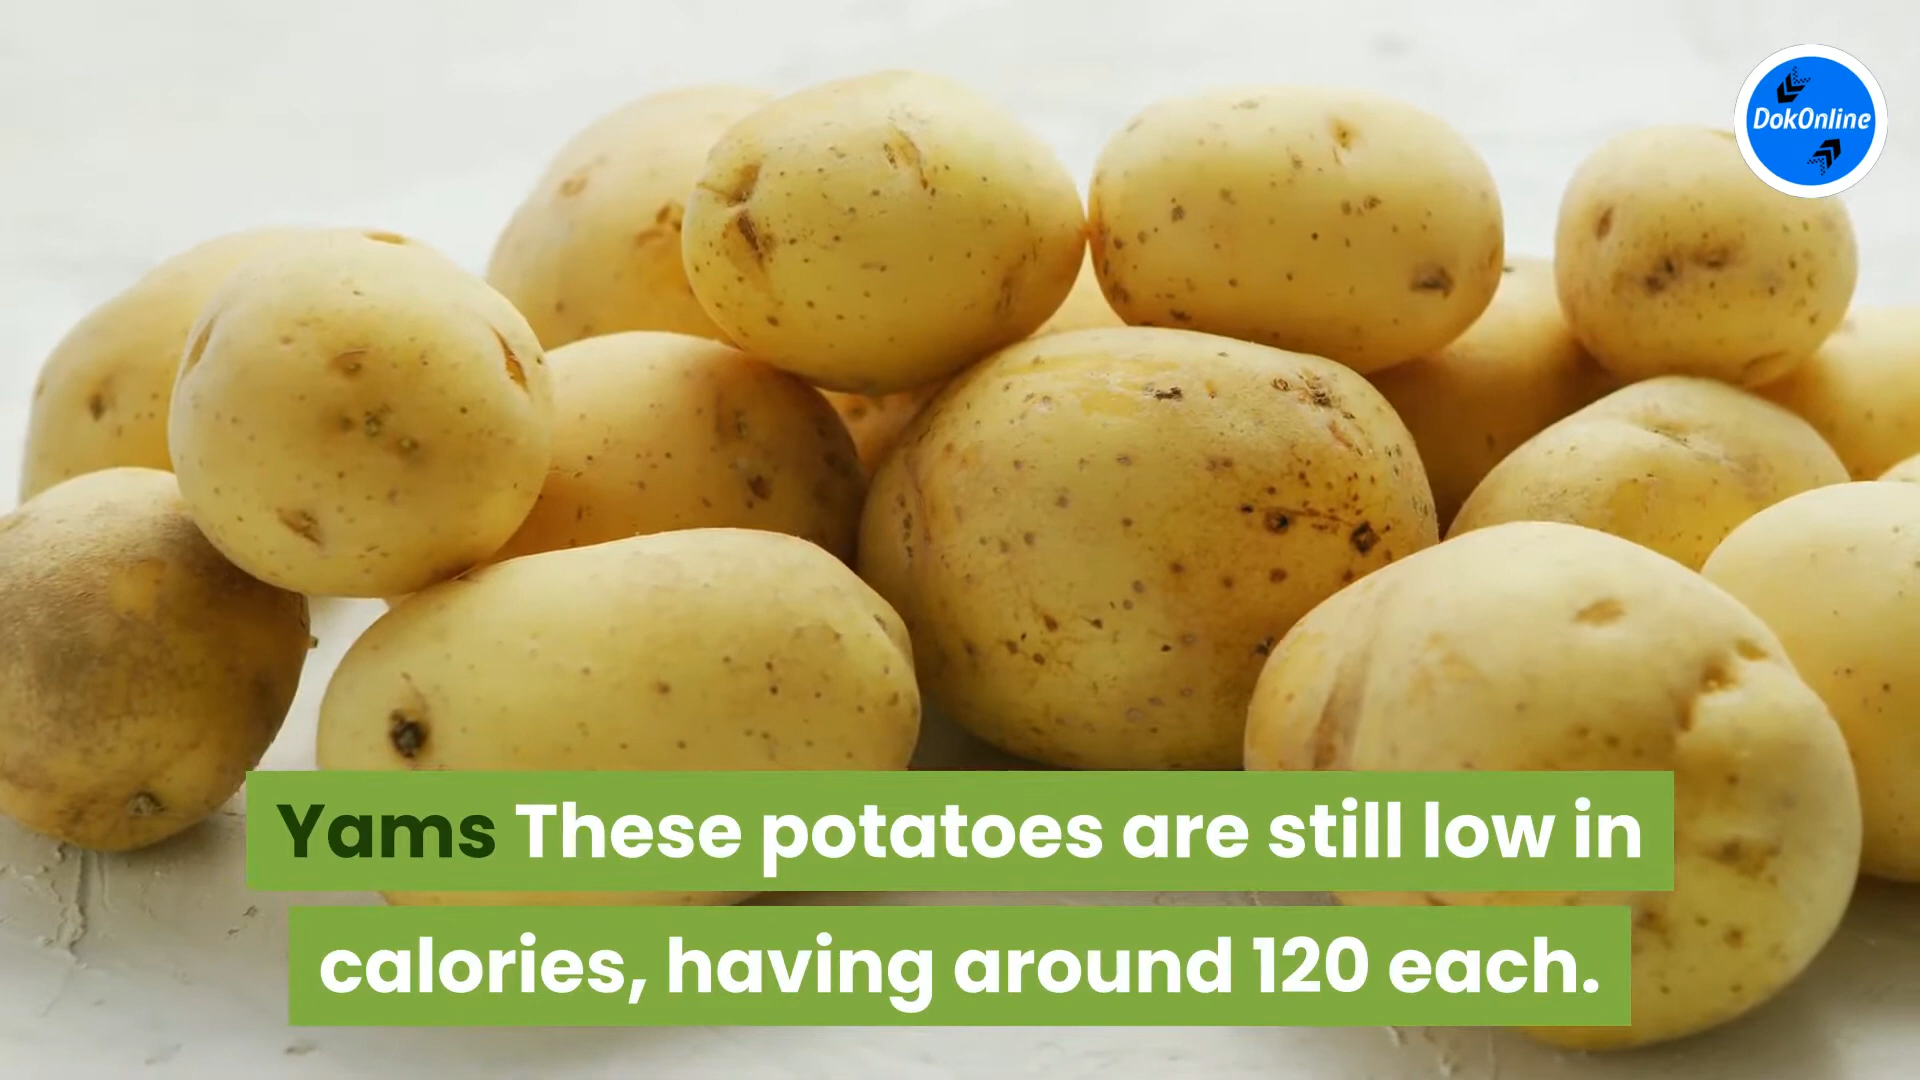 DokOnline
Yams These potatoes are still low in
calories, having around 120 each.